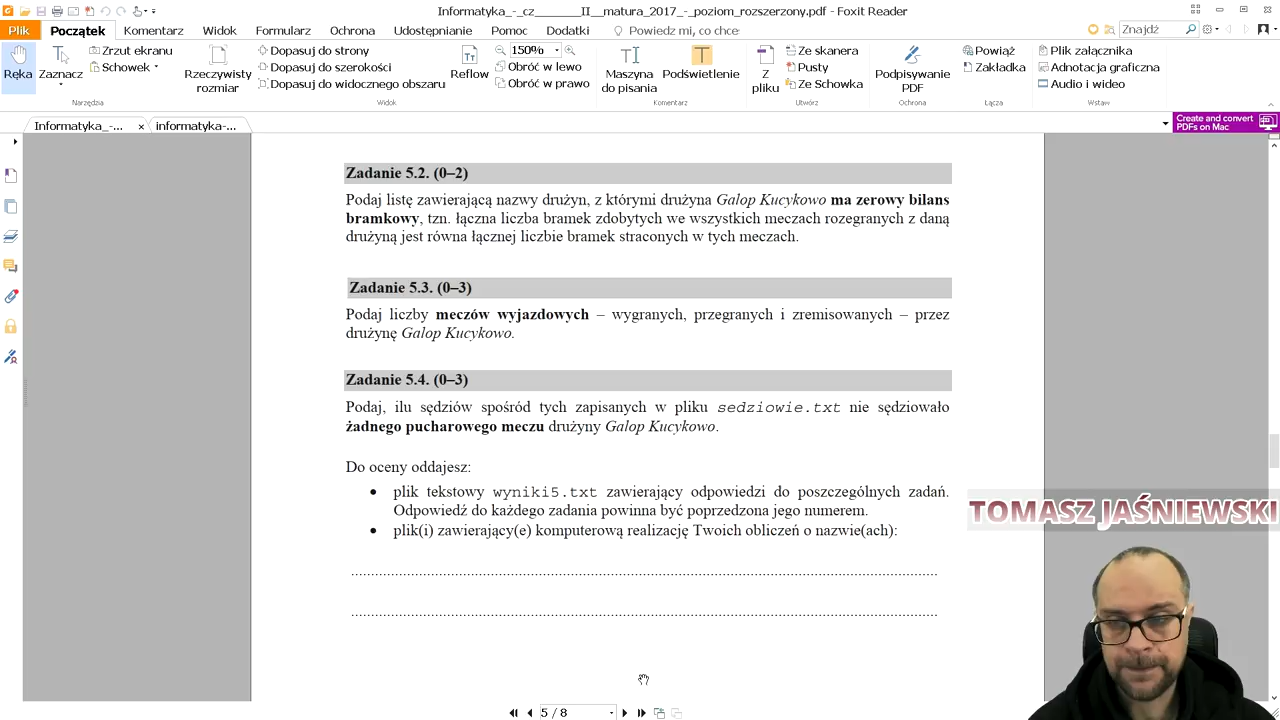 Informatyka_-_cz_______II__matura_2017_-_poziom_rozszerzony.pdf - Foxit Reader
Plik Początek Komentarz Widok Formularz Ochrona Udostępnianie Pomoc Dodatki Powiedz mi, co chce Znajdź
Ręka
Zaznacz
Zrzut ekranu
Schowek
Narzędzia
Rzeczywisty rozmiar
Dopasuj do strony
Dopasuj do szerokości
Dopasuj do widocznego obszaru
Reflow
150%
Obróć w lewo
Obróć w prawo
Widok
Maszyna do pisania
Podświetlenie
Komentarz
Z pliku
Ze skanera
Pusty
Ze Schowka
Utwórz
Podpisywanie PDF
Ochrona
Powiąż
Zakładka
Łącza
Plik załącznika
Adnotacja graficzna
Audio i wideo
Wstaw
Informatyka_-... × informatyka-...
Create and convert
PDFs on Mac
Zadanie 5.2. (0–2)
Podaj listę zawierającą nazwy drużyn, z którymi drużyna Galop Kucykowo ma zerowy bilans
bramkowy, tzn. łączna liczba bramek zdobytych we wszystkich meczach rozegranych z daną
drużyną jest równa łącznej liczbie bramek straconych w tych meczach.
Zadanie 5.3. (0–3)
Podaj liczby meczów wyjazdowych – wygranych, przegranych i zremisowanych – przez
drużynę Galop Kucykowo.
Zadanie 5.4. (0–3)
Podaj, ilu sędziów spośród tych zapisanych w pliku sedziowie.txt nie sędziowało
żadnego pucharowego meczu drużyny Galop Kucykowo.
Do oceny oddajesz:
• plik tekstowy wyniki5.txt zawierający odpowiedzi do poszczególnych zadań.
Odpowiedź do każdego zadania powinna być poprzedzona jego numerem.
• plik(i) zawierający(e) komputerową realizację Twoich obliczeń o nazwie(ach):
TOMASZ JAŚNIEWSKI
5 / 8